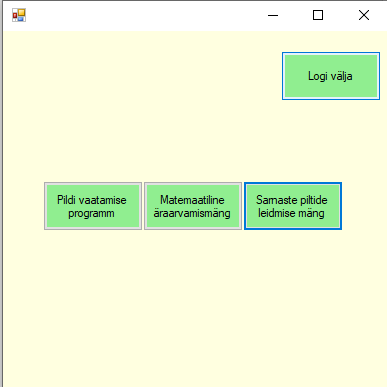 Logi välja
Pildi vaatamise
programm
Matemaatiline
äraarvamismäng
Sarnaste piltide
leidmise mäng